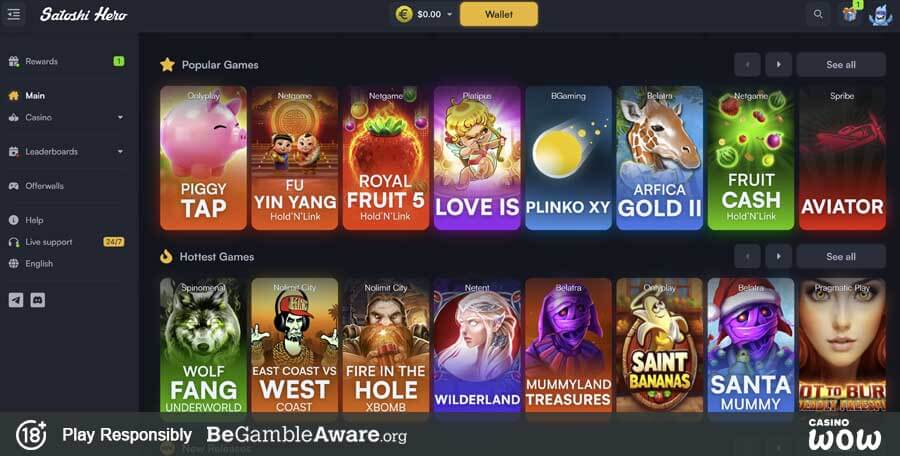 Satoshi Hero
$0.00
Wallet
1
Rewards
1
Main
Casino
Leaderboards
Offerwalls
Help
Live support
24/7
English
Popular Games
See all
Onlyplay
PIGGY
TAP
Netgame
FU
YIN YANG
Hold'N'Link
Netgame
ROYAL
FRUIT 5
Hold'N'Link
Platipus
LOVE IS
BGaming
PLINKO XY
Belatra
ARFICA
GOLD II
Netgame
FRUIT
CASH
Hold'N'Link
Spribe
AVIATOR
Hottest Games
See all
Spinomenal
WOLF
FANG
UNDERWORLD
Nolimit City
EAST COAST VS
WEST
COAST
Nolimit City
FIRE IN THE
HOLE
XBOMB
Netent
WILDERLAND
Belatra
MUMMYLAND
TREASURES
Onlyplay
SAINT
BANANAS
Belatra
SANTA
MUMMY
Pragmatic Play
OT TO BUR
New Releases
18+
Play Responsibly
BeGambleAware.org
CASINO
WOW